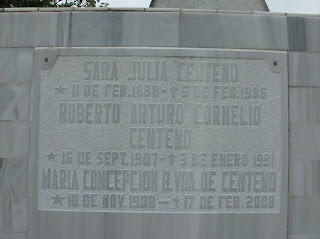 SARA JULIA CENTENO
★ 11 DE FEB. 1888 - ✝ 5 DE FEB. 1986
ROBERTO ARTURO CORNELIO
CENTENO
★ 16 DE SEPT. 1907 - ✝ 3 DE ENERO 1991
MARIA CONCEPCION B. VDA. DE CENTENO
★ 10 DE NOV. 1908 - ✝ 17 DE FEB. 2008